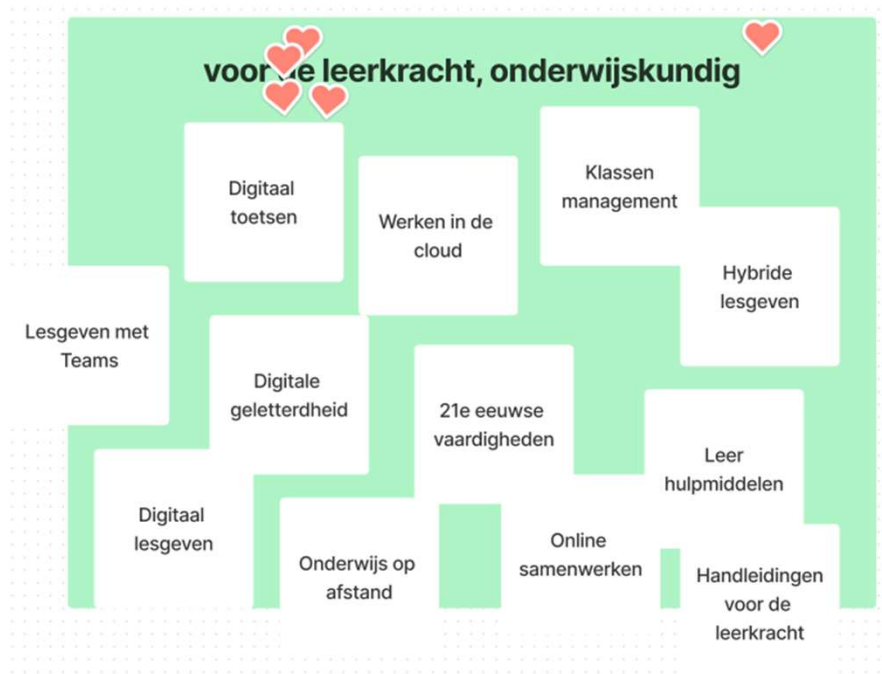 voor de leerkracht, onderwijskundig
Digitaal
toetsen
Werken in de
cloud
Klassen
management
Hybride
lesgeven
Lesgeven met
Teams
Digitale
geletterdheid
21e eeuwse
vaardigheden
Leer
hulpmiddelen
Digitaal
lesgeven
Onderwijs op
afstand
Online
samenwerken
Handleidingen
voor de
leerkracht